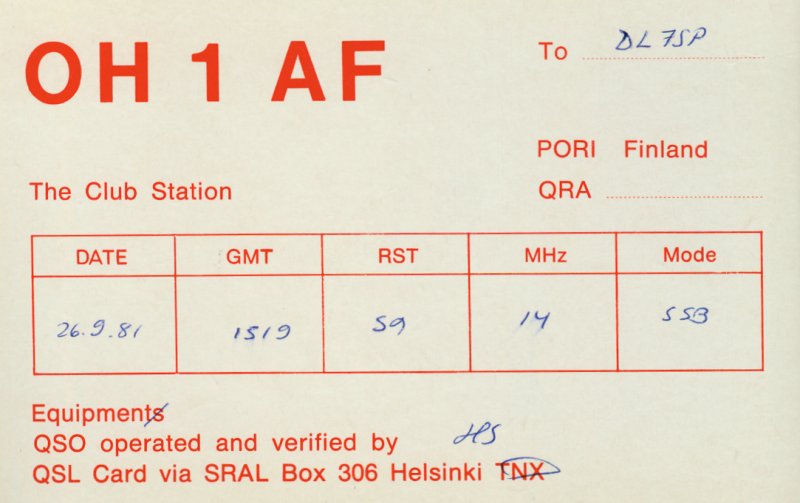 OH 1 AF
To DL7SP
PORI Finland
The Club Station
QRA
DATE GMT RST MHz Mode
26.9.81 1519 59 14 SSB
Equipments
QSO operated and verified by HS
QSL Card via SRAL Box 306 Helsinki TNX